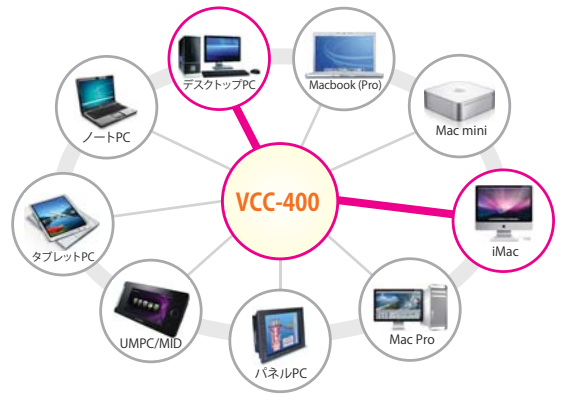 デスクトップPC
Macbook (Pro)
ノートPC
Mac mini
VCC-400
タブレットPC
iMac
UMPC/MID
Mac Pro
パネルPC